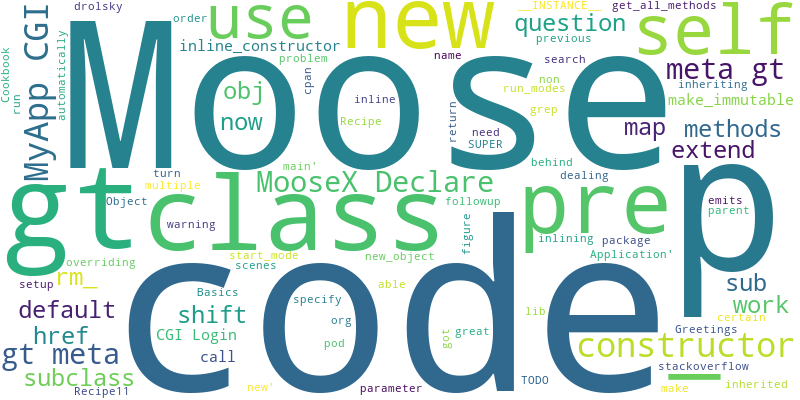 drolsky
order
use
new
__INSTANCE__
get_all_methods
self
Cookbook
run
MyApp CGI
automatically
Moose
inline_constructor
problem
cpan
name
question
previous
search
non
run_modes
grep
meta gt
inheriting
make_immutable
obj
now
inline
Recipe
return
need
SUPER
map
methods
extend
behind
dealing
main'
turn
multiple
Object
MooseX Declare
gt
class
pre
p
emits
parent
warning
followup
figure
inlining
package
Application'
overriding
setup
rm_
start_mode
scenes
new_object
able
code
default
shift
Basics
specify
org
pod
CGI Login
call
got
great
lib
sub
work
certain
Greetings
href
gt meta
subclass
Recipe11
new'
parameter
TODO
constructor
stackoverflow
_
make
inherited